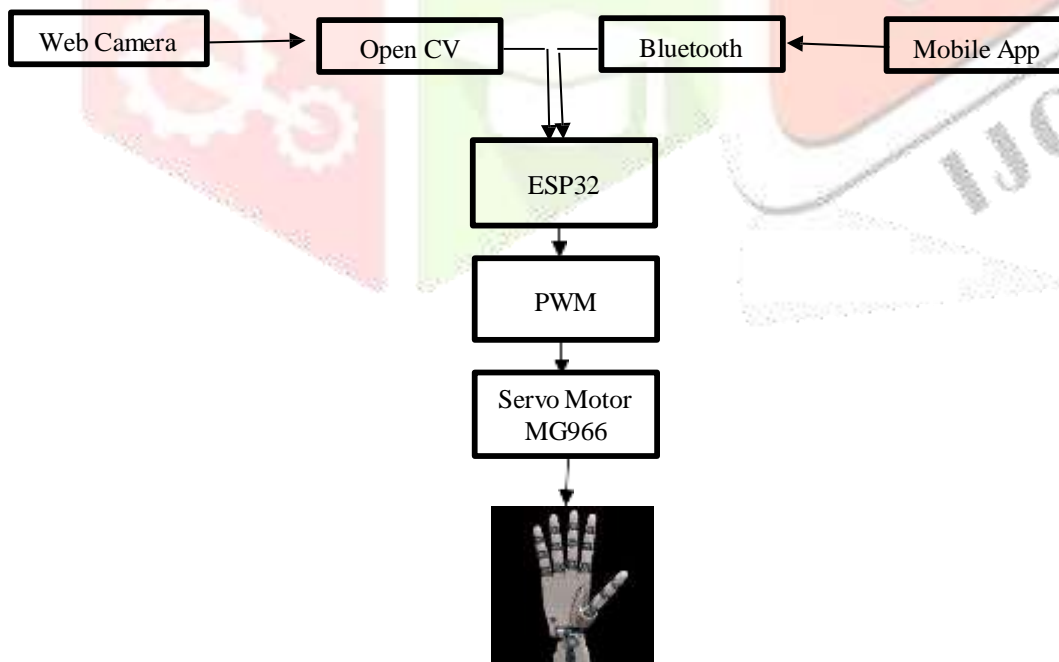 Web Camera
Open CV
Bluetooth
Mobile App
ESP32
PWM
Servo Motor
MG966